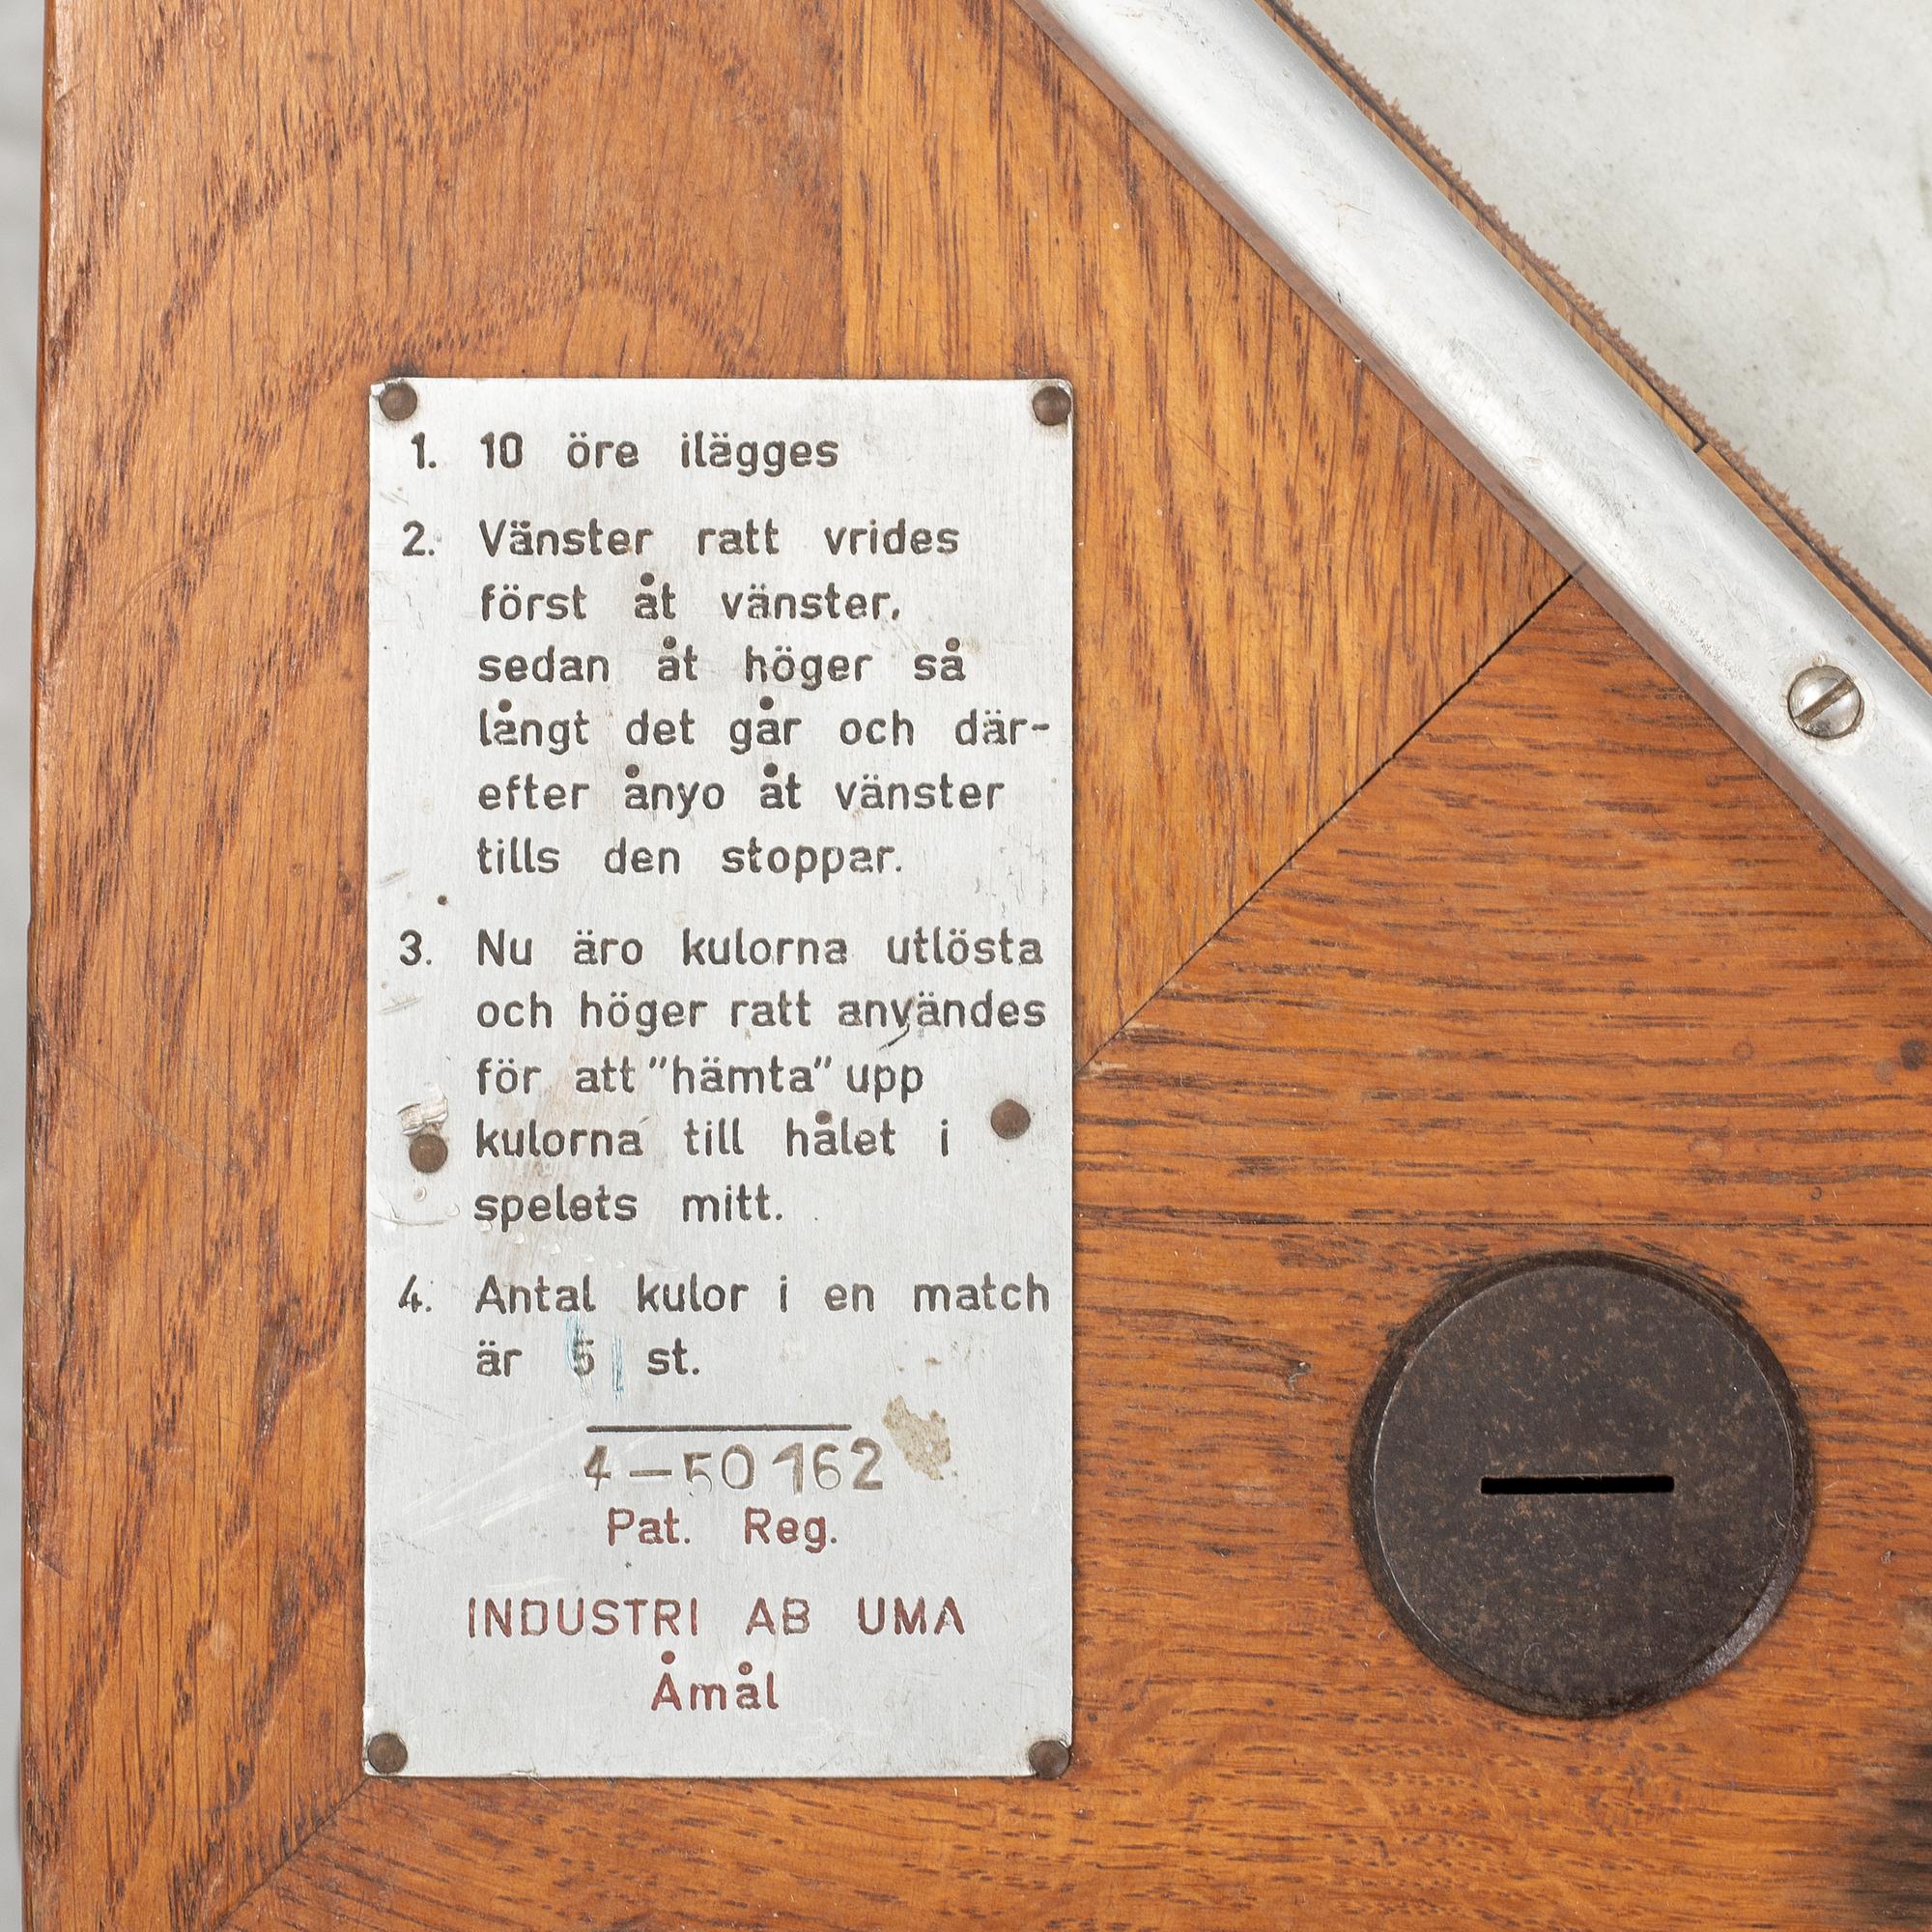 1. 10 öre ilägges
2. Vänster ratt vrides
först åt vänster,
sedan åt höger så
långt det går och där-
efter ånyo åt vänster
tills den stoppar.
3. Nu äro kulorna utlösta
och höger ratt användes
för att "hämta" upp
kulorna till hålet i
spelets mitt.
4. Antal kulor i en match
är 5 st.
4-50162
Pat. Reg.
INDUSTRI AB UMA
Åmål